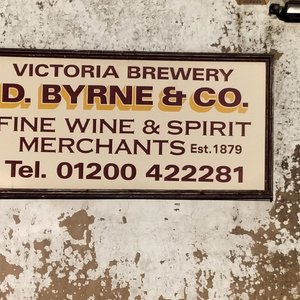 VICTORIA BREWERY
D. BYRNE & CO.
FINE WINE & SPIRIT
MERCHANTS Est. 1879
Tel. 01200 422281